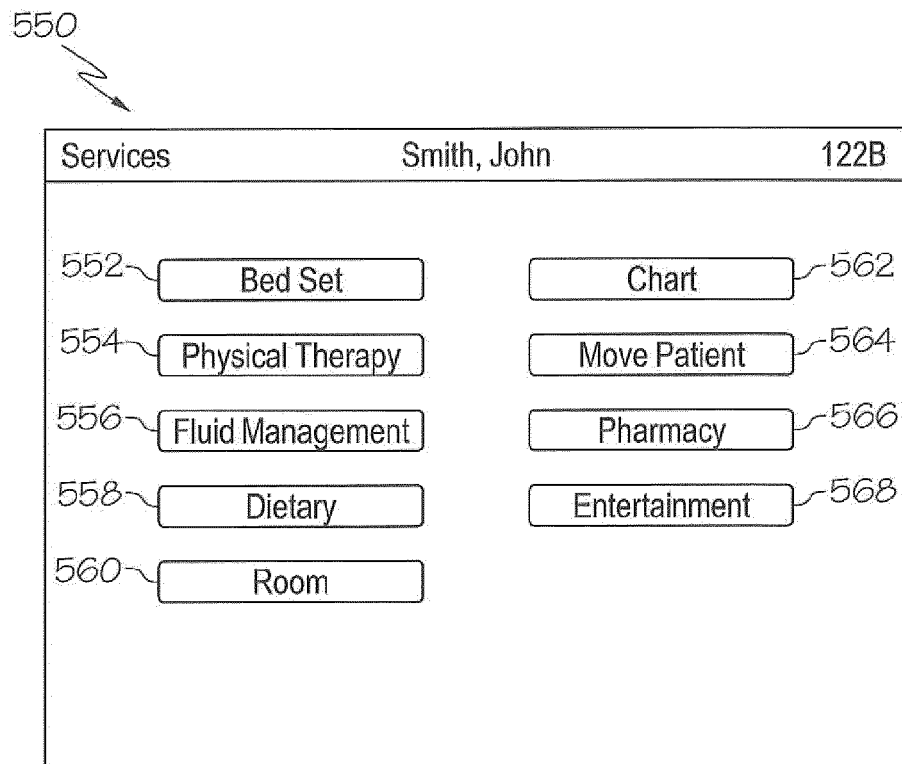 550
Services Smith, John 122B
552 Bed Set Chart 562
554 Physical Therapy Move Patient 564
556 Fluid Management Pharmacy 566
558 Dietary Entertainment 568
560 Room